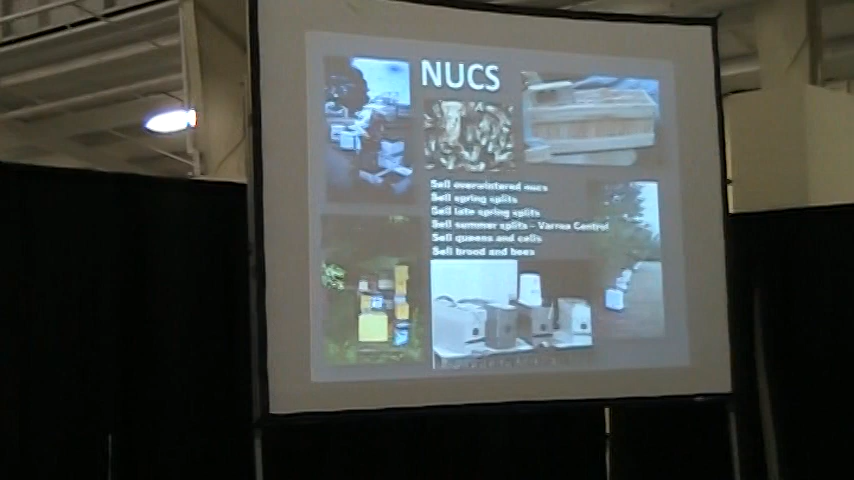 NUCS
Sell overwintered nucs
Sell spring splits
Sell late spring splits
Sell summer splits - Varroa Control
Sell queens and cells
Sell brood and bees